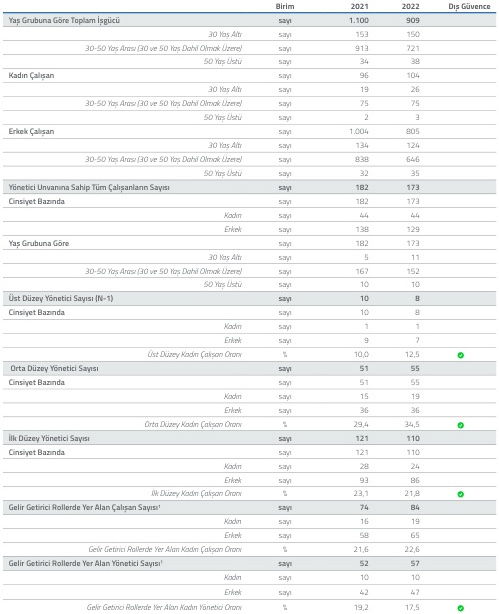 Birim 2021 2022 Dış Güvence
Yaş Grubuna Göre Toplam İşgücü sayı 1.100 909
30 Yaş Altı sayı 153 150
30-50 Yaş Arası (30 ve 50 Yaş Dahil Olmak Üzere) sayı 913 721
50 Yaş Üstü sayı 34 38
Kadın Çalışan sayı 96 104
30 Yaş Altı sayı 19 26
30-50 Yaş Arası (30 ve 50 Yaş Dahil Olmak Üzere) sayı 75 75
50 Yaş Üstü sayı 2 3
Erkek Çalışan sayı 1.004 805
30 Yaş Altı sayı 134 124
30-50 Yaş Arası (30 ve 50 Yaş Dahil Olmak Üzere) sayı 838 646
50 Yaş Üstü sayı 32 35
Yönetici Unvanına Sahip Tüm Çalışanların Sayısı sayı 182 173
Cinsiyet Bazında sayı 182 173
Kadın sayı 44 44
Erkek sayı 138 129
Yaş Grubuna Göre sayı 182 173
30 Yaş Altı sayı 5 11
30-50 Yaş Arası (30 ve 50 Yaş Dahil Olmak Üzere) sayı 167 152
50 Yaş Üstü sayı 10 10
Üst Düzey Yönetici Sayısı (N-1) sayı 10 8
Cinsiyet Bazında sayı 10 8
Kadın sayı 1 1
Erkek sayı 9 7
Üst Düzey Kadın Çalışan Oranı % 10,0 12,5
Orta Düzey Yönetici Sayısı sayı 51 55
Cinsiyet Bazında sayı 51 55
Kadın sayı 15 19
Erkek sayı 36 36
Orta Düzey Kadın Çalışan Oranı % 29,4 34,5
İlk Düzey Yönetici Sayısı sayı 121 110
Cinsiyet Bazında sayı 121 110
Kadın sayı 28 24
Erkek sayı 93 86
İlk Düzey Kadın Çalışan Oranı % 23,1 21,8
Gelir Getirici Rollerde Yer Alan Çalışan Sayısı¹ sayı 74 84
Kadın sayı 16 19
Erkek sayı 58 65
Gelir Getirici Rollerde Yer Alan Kadın Çalışan Oranı % 21,6 22,6
Gelir Getirici Rollerde Yer Alan Yönetici Sayısı¹ sayı 52 57
Kadın sayı 10 10
Erkek sayı 42 47
Gelir Getirici Rollerde Yer Alan Kadın Yönetici Oranı % 19,2 17,5